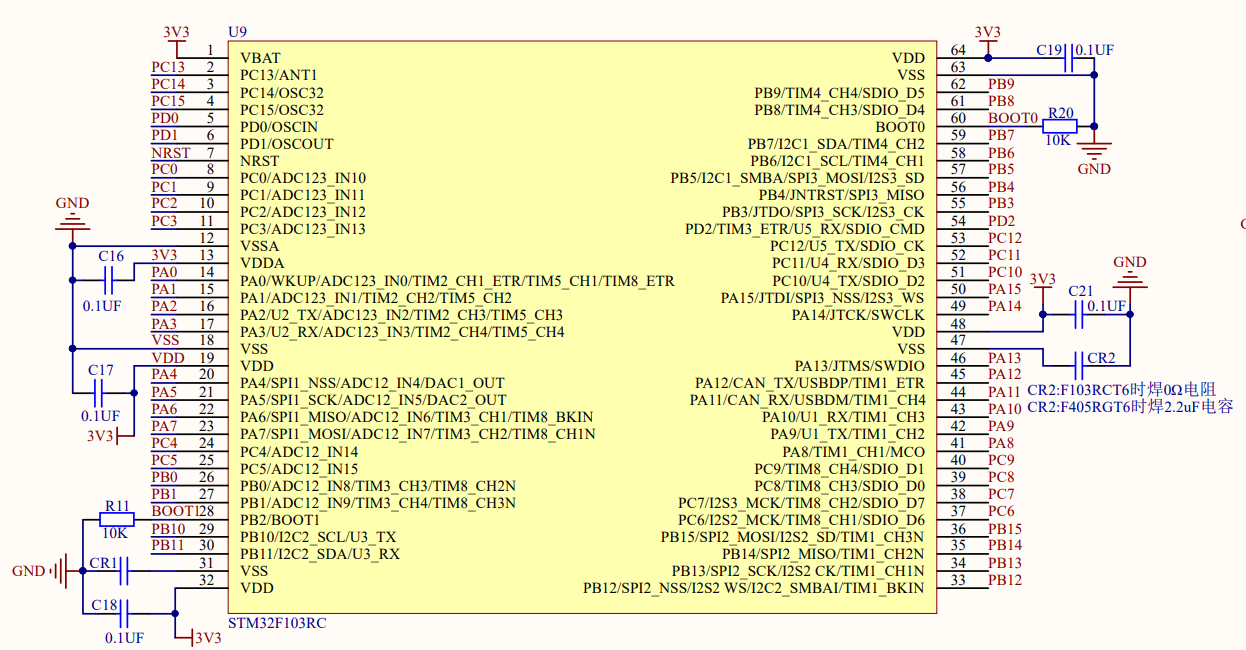 U9
3V3
1 VBAT
PC13 2 PC13/ANT1
PC14 3 PC14/OSC32
PC15 4 PC15/OSC32
PD0 5 PD0/OSCIN
PD1 6 PD1/OSCOUT
NRST 7 NRST
PC0 8 PC0/ADC123_IN10
PC1 9 PC1/ADC123_IN11
PC2 10 PC2/ADC123_IN12
PC3 11 PC3/ADC123_IN13
GND
12 VSSA
3V3 13 VDDA
C16
0.1UF
PA0 14 PA0/WKUP/ADC123_IN0/TIM2_CH1_ETR/TIM5_CH1/TIM8_ETR
PA1 15 PA1/ADC123_IN1/TIM2_CH2/TIM5_CH2
PA2 16 PA2/U2_TX/ADC123_IN2/TIM2_CH3/TIM5_CH3
PA3 17 PA3/U2_RX/ADC123_IN3/TIM2_CH4/TIM5_CH4
VSS 18 VSS
VDD 19 VDD
C17
0.1UF
3V3
PA4 20 PA4/SPI1_NSS/ADC12_IN4/DAC1_OUT
PA5 21 PA5/SPI1_SCK/ADC12_IN5/DAC2_OUT
PA6 22 PA6/SPI1_MISO/ADC12_IN6/TIM3_CH1/TIM8_BKIN
PA7 23 PA7/SPI1_MOSI/ADC12_IN7/TIM3_CH2/TIM8_CH1N
PC4 24 PC4/ADC12_IN14
PC5 25 PC5/ADC12_IN15
PB0 26 PB0/ADC12_IN8/TIM3_CH3/TIM8_CH2N
PB1 27 PB1/ADC12_IN9/TIM3_CH4/TIM8_CH3N
BOOT1 28 PB2/BOOT1
R11
10K
PB10 29 PB10/I2C2_SCL/U3_TX
PB11 30 PB11/I2C2_SDA/U3_RX
GND
CR1
31 VSS
32 VDD
C18
0.1UF
3V3
STM32F103RC
3V3
VDD 64
C19 0.1UF
VSS 63
PB9/TIM4_CH4/SDIO_D5 62 PB9
PB8/TIM4_CH3/SDIO_D4 61 PB8
BOOT0 60 BOOT0
R20
10K
GND
PB7/I2C1_SDA/TIM4_CH2 59 PB7
PB6/I2C1_SCL/TIM4_CH1 58 PB6
PB5/I2C1_SMBA/SPI3_MOSI/I2S3_SD 57 PB5
PB4/JNTRST/SPI3_MISO 56 PB4
PB3/JTDO/SPI3_SCK/I2S3_CK 55 PB3
PD2/TIM3_ETR/U5_RX/SDIO_CMD 54 PD2
PC12/U5_TX/SDIO_CK 53 PC12
PC11/U4_RX/SDIO_D3 52 PC11
PC10/U4_TX/SDIO_D2 51 PC10
PA15/JTDI/SPI3_NSS/I2S3_WS 50 PA15
PA14/JTCK/SWCLK 49 PA14
3V3
GND
C21
0.1UF
VDD 48
VSS 47
CR2
PA13/JTMS/SWDIO 46 PA13
PA12/CAN_TX/USBDP/TIM1_ETR 45 PA12
PA11/CAN_RX/USBDM/TIM1_CH4 44 PA11
CR2:F103RCT6时焊0Ω电阻
PA10/U1_RX/TIM1_CH3 43 PA10
CR2:F405RGT6时焊2.2uF电容
PA9/U1_TX/TIM1_CH2 42 PA9
PA8/TIM1_CH1/MCO 41 PA8
PC9/TIM8_CH4/SDIO_D1 40 PC9
PC8/TIM8_CH3/SDIO_D0 39 PC8
PC7/I2S3_MCK/TIM8_CH2/SDIO_D7 38 PC7
PC6/I2S2_MCK/TIM8_CH1/SDIO_D6 37 PC6
PB15/SPI2_MOSI/I2S2_SD/TIM1_CH3N 36 PB15
PB14/SPI2_MISO/TIM1_CH2N 35 PB14
PB13/SPI2_SCK/I2S2 CK/TIM1_CH1N 34 PB13
PB12/SPI2_NSS/I2S2 WS/I2C2_SMBAI/TIM1_BKIN 33 PB12